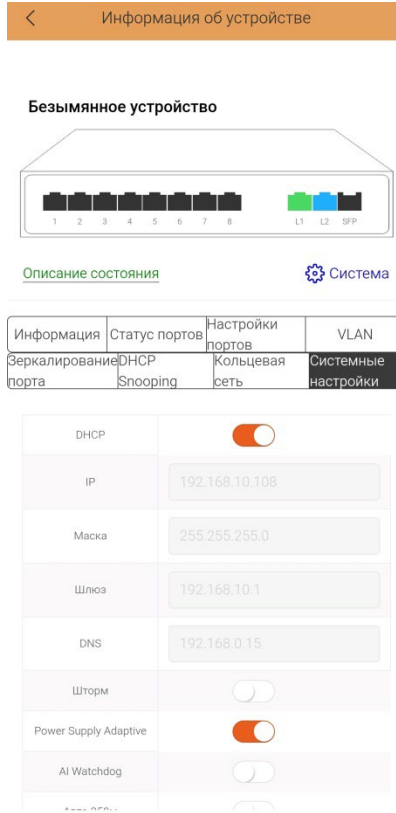 Информация об устройстве
Безымянное устройство
1 2 3 4 5 6 7 8 L1 L2 SFP
Описание состояния Система
Информация Статус портов Настройки портов VLAN
Зеркалирование порта DHCP Snooping Кольцевая сеть Системные настройки
DHCP
IP 192.168.10.108
Маска 255.255.255.0
Шлюз 192.168.10.1
DNS 192.168.0.15
Шторм
Power Supply Adaptive
AI Watchdog